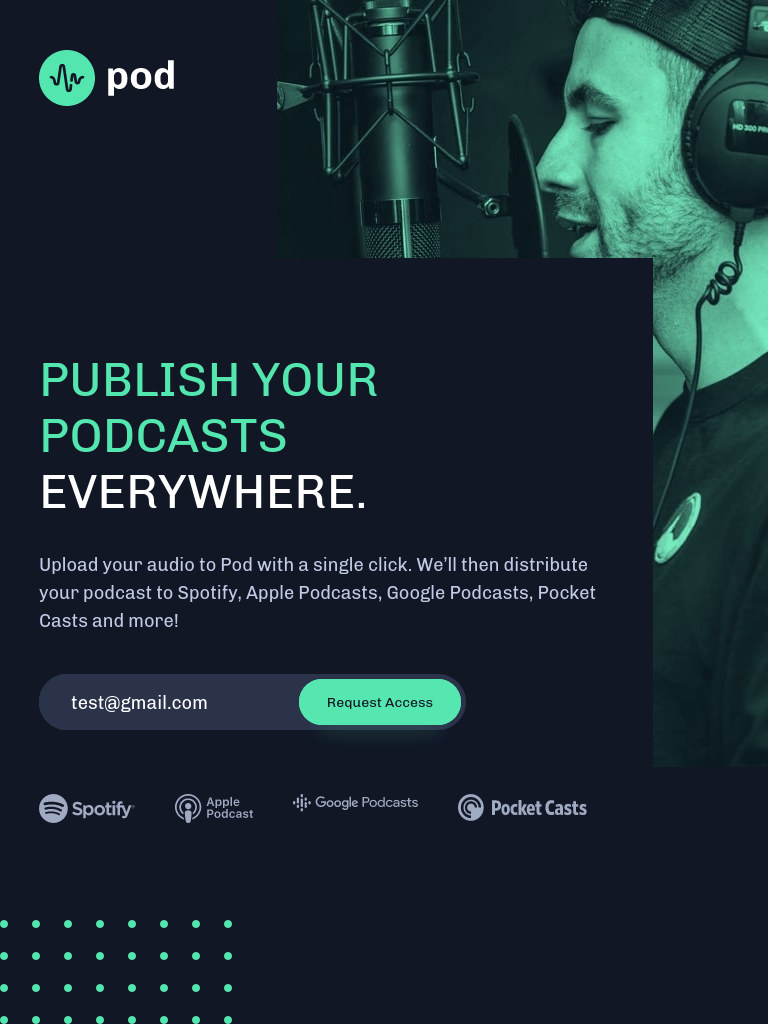 pod
HD 300 PR
PUBLISH YOUR
PODCASTS
EVERYWHERE.
Upload your audio to Pod with a single click. We’ll then distribute
your podcast to Spotify, Apple Podcasts, Google Podcasts, Pocket
Casts and more!
test@gmail.com
Request Access
Spotify
Apple
Podcast
Google Podcasts
Pocket Casts